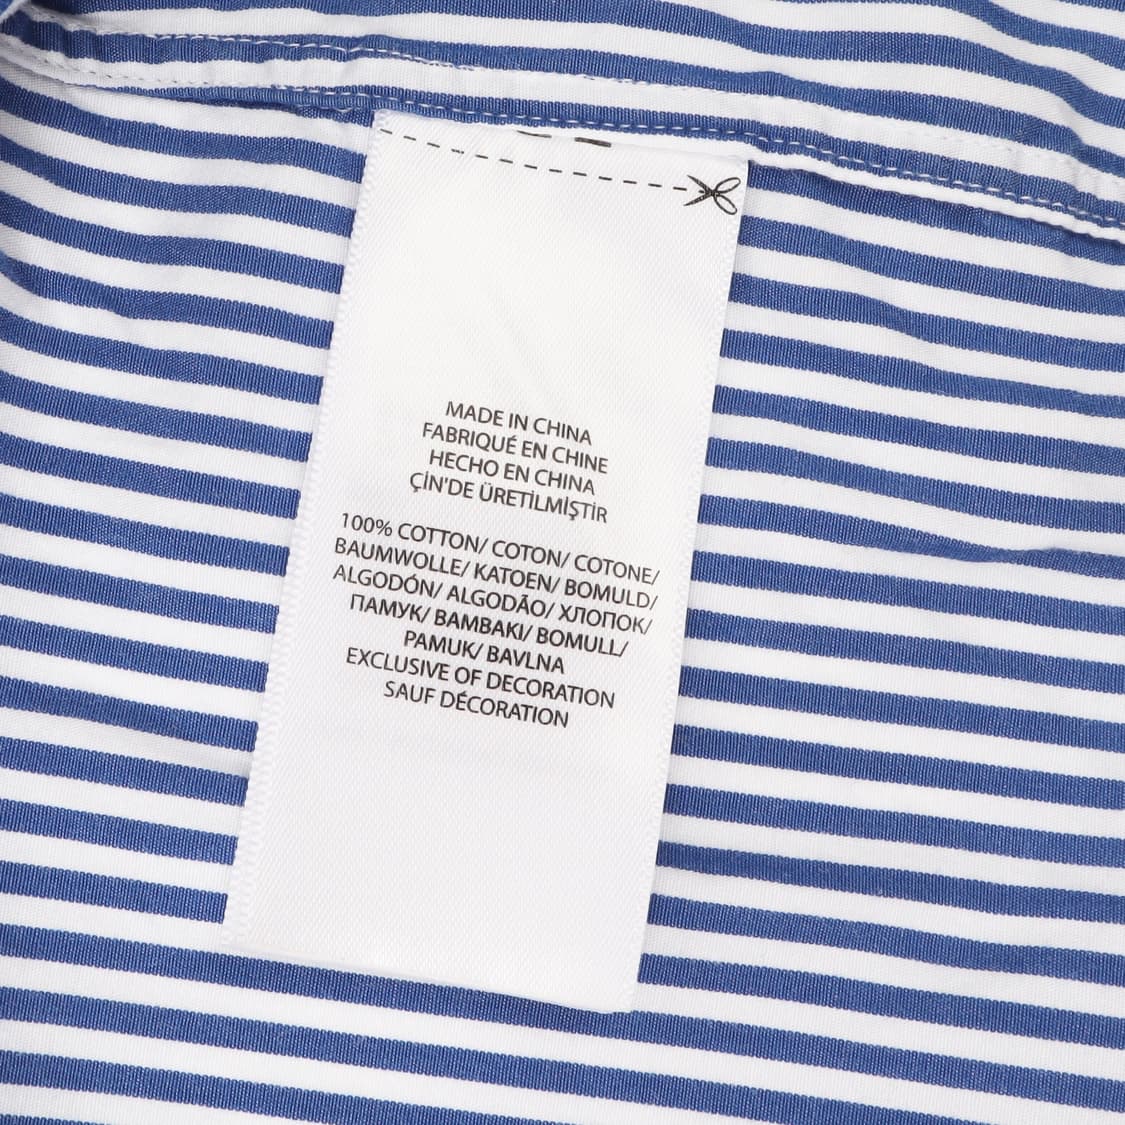 MADE IN CHINA
FABRIQUÉ EN CHINE
HECHO EN CHINA
ÇİN'DE ÜRETİLMİŞTİR
100% COTTON/ COTON/ COTONE/
BAUMWOLLE/ KATOEN/ BOMULD/
ALGODÓN/ ALGODÃO/ ХЛОПОК/
ПАМУК/ ΒΑΜΒΑΚΙ/ BOMULL/
PAMUK/ BAVLNA
EXCLUSIVE OF DECORATION
SAUF DÉCORATION